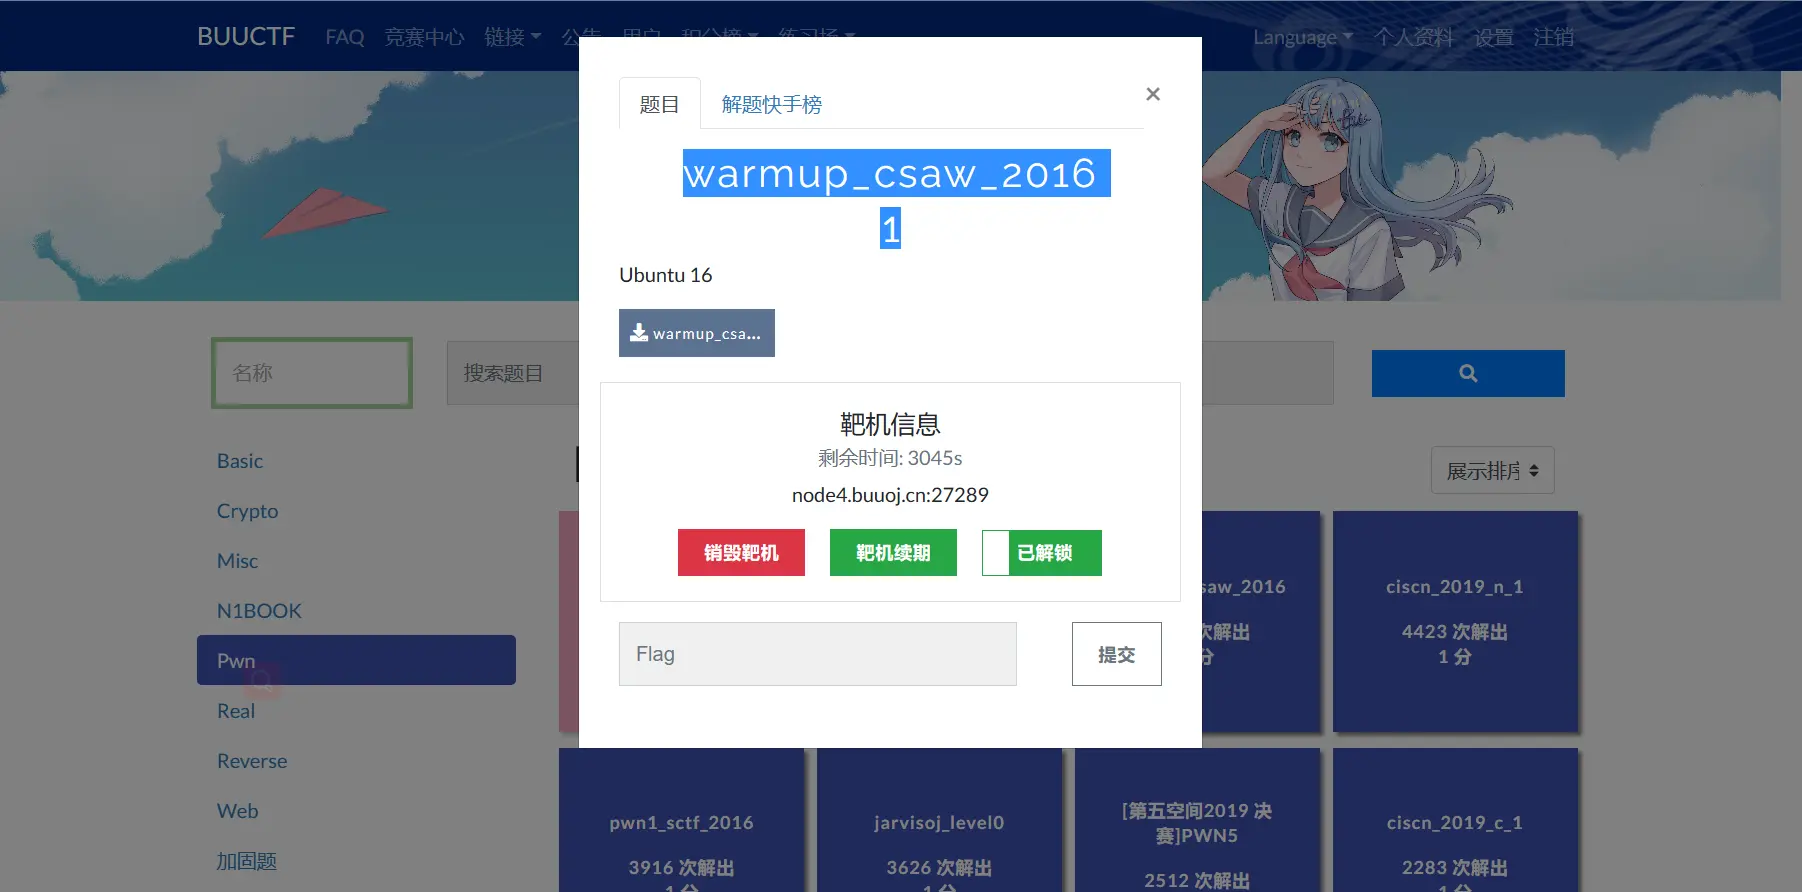 BUUCTF FAQ 竞赛中心 链接 公告 用户 积分榜 练习场 Language 个人资料 设置 注销
题目 解题快手榜 ×
warmup_csaw_2016
1
Ubuntu 16
warmup_csa...
名称 搜索题目
靶机信息
剩余时间: 3045s
node4.buuoj.cn:27289
销毁靶机 靶机续期 已解锁
Flag 提交
Basic
Crypto
Misc
N1BOOK
Pwn
Real
Reverse
Web
加固题
展示排序
saw_2016
次解出
分
ciscn_2019_n_1
4423 次解出
1 分
pwn1_sctf_2016
3916 次解出
1 分
jarvisoj_level0
3626 次解出
1 分
[第五空间2019 决
赛]PWN5
2512 次解出
ciscn_2019_c_1
2283 次解出
1 分